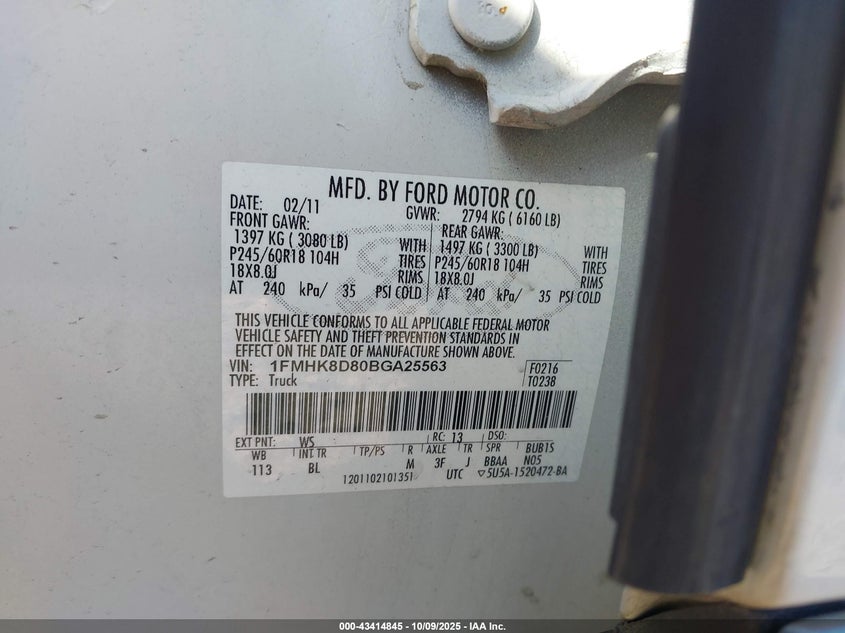 MFD. BY FORD MOTOR CO.
DATE: 02/11 GVWR: 2794 KG ( 6160 LB)
FRONT GAWR: REAR GAWR:
1397 KG ( 3080 LB) WITH 1497 KG ( 3300 LB) WITH
P245/60R18 104H TIRES P245/60R18 104H TIRES
18X8.0J RIMS 18X8.0J RIMS
AT 240 kPa/ 35 PSI COLD AT 240 kPa/ 35 PSI COLD
THIS VEHICLE CONFORMS TO ALL APPLICABLE FEDERAL MOTOR
VEHICLE SAFETY AND THEFT PREVENTION STANDARDS IN
EFFECT ON THE DATE OF MANUFACTURE SHOWN ABOVE.
VIN: 1FMHK8D80BGA25563 F0216
TYPE: Truck T0238
EXT PNT: WS RC: 13 DSO:
WB INT TR TP/PS R AXLE TR SPR BUB1S
113 BL M 3F J BBAA N05
1201102101351 UTC ▽5U5A-1520472-BA
000-43414845 - 10/09/2025 - IAA Inc.